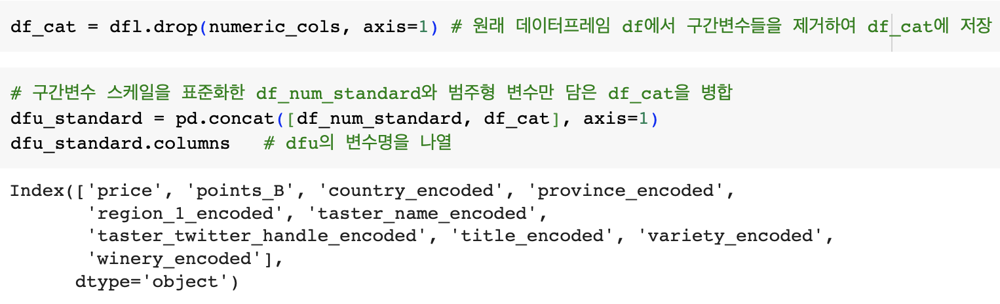 df_cat = dfl.drop(numeric_cols, axis=1) # 원래 데이터프레임 df에서 구간변수들을 제거하여 df_cat에 저장
# 구간변수 스케일을 표준화한 df_num_standard와 범주형 변수만 담은 df_cat을 병합
dfu_standard = pd.concat([df_num_standard, df_cat], axis=1)
dfu_standard.columns   # dfu의 변수명을 나열
Index(['price', 'points_B', 'country_encoded', 'province_encoded',
       'region_1_encoded', 'taster_name_encoded',
       'taster_twitter_handle_encoded', 'title_encoded', 'variety_encoded',
       'winery_encoded'],
      dtype='object')